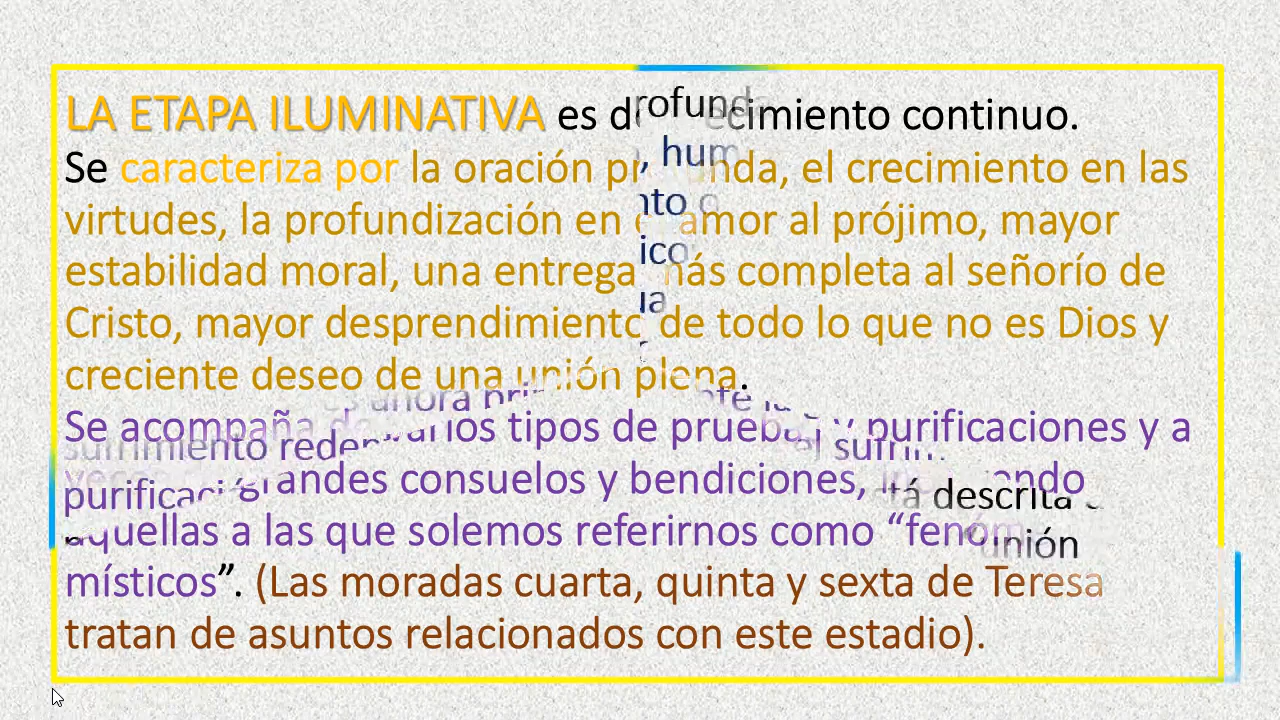 LA ETAPA ILUMINATIVA es de crecimiento continuo.
Se caracteriza por la oración profunda, el crecimiento en las
virtudes, la profundización en el amor al prójimo, mayor
estabilidad moral, una entrega más completa al señorío de
Cristo, mayor desprendimiento de todo lo que no es Dios y
creciente deseo de una unión plena.
Se acompaña de varios tipos de pruebas y purificaciones y a
veces de grandes consuelos y bendiciones, incluyendo
aquellas a las que solemos referirnos como “fenóm
místicos”. (Las moradas cuarta, quinta y sexta de Teresa
tratan de asuntos relacionados con este estadio).